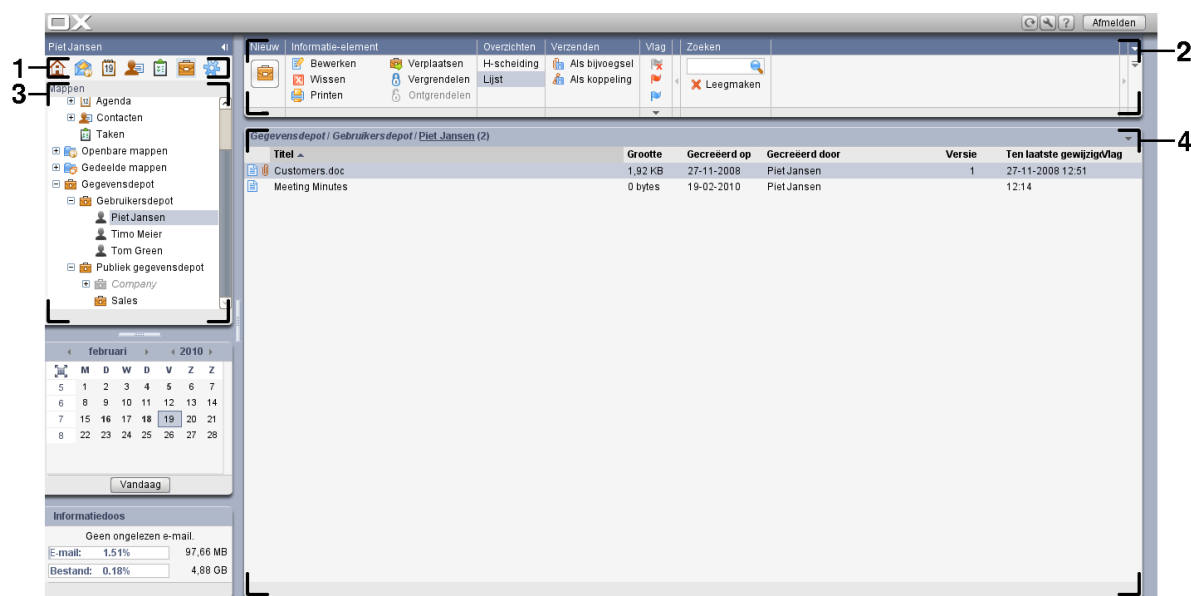 OX
Afmelden
Piet Jansen
Nieuw Informatie-element Overzichten Verzenden Vlag Zoeken
1
2
3
4
Bewerken Verplaatsen H-scheiding Als bijvoegsel
Wissen Vergrendelen Lijst Als koppeling
Printen Ontgrendelen
Leegmaken
Mappen
Agenda
Contacten
Taken
Openbare mappen
Gedeelde mappen
Gegevensdepot
Gebruikersdepot
Piet Jansen
Timo Meier
Tom Green
Publiek gegevensdepot
Company
Sales
Gegevensdepot / Gebruikersdepot / Piet Jansen (2)
Titel Grootte Gecreëerd op Gecreëerd door Versie Ten laatste gewijzigd Vlag
Customers.doc 1,92 KB 27-11-2008 Piet Jansen 1 27-11-2008 12:51
Meeting Minutes 0 bytes 19-02-2010 Piet Jansen 12:14
februari 2010
M D W D V Z Z
5 1 2 3 4 5 6 7
6 8 9 10 11 12 13 14
7 15 16 17 18 19 20 21
8 22 23 24 25 26 27 28
Vandaag
Informatiedoos
Geen ongelezen e-mail.
E-mail: 1.51% 97,66 MB
Bestand: 0.18% 4,88 GB